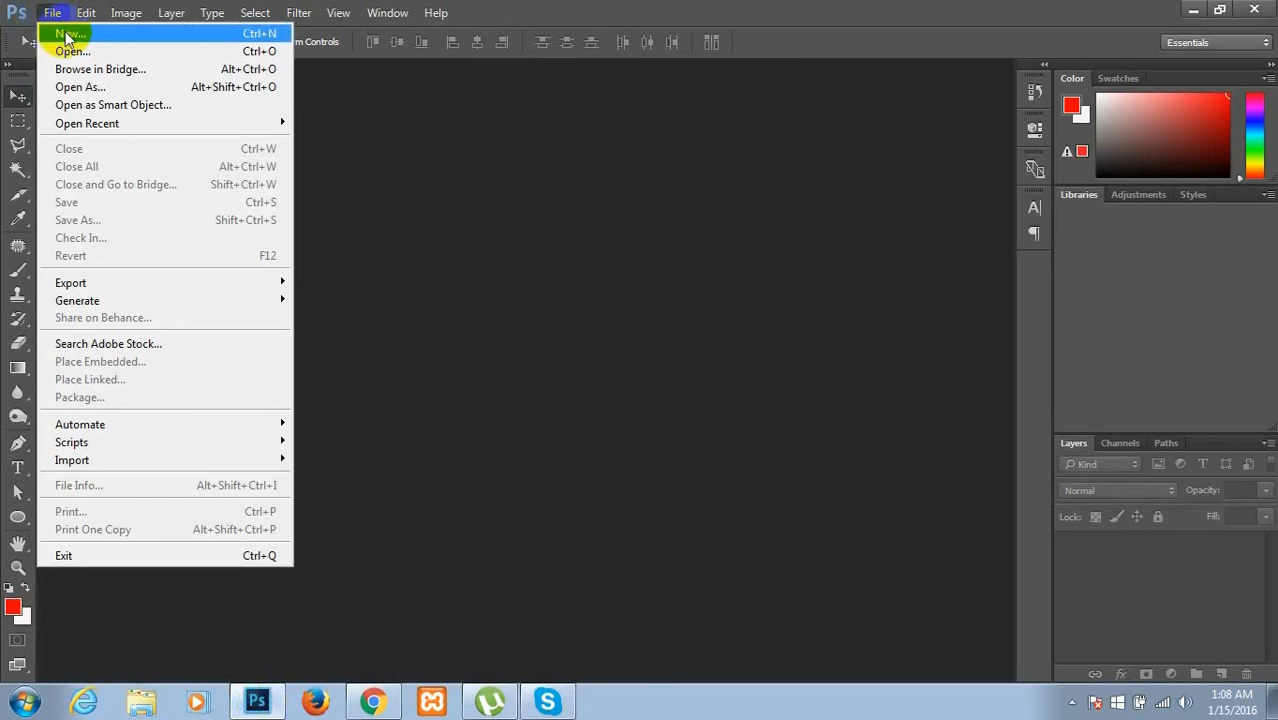 Ps File Edit Image Layer Type Select Filter View Window Help
New... Ctrl+N
rm Controls
Essentials
Open... Ctrl+O
Browse in Bridge... Alt+Ctrl+O
Open As... Alt+Shift+Ctrl+O
Open as Smart Object...
Open Recent
Close Ctrl+W
Close All Alt+Ctrl+W
Close and Go to Bridge... Shift+Ctrl+W
Save Ctrl+S
Save As... Shift+Ctrl+S
Check In...
Revert F12
Export
Generate
Share on Behance...
Search Adobe Stock...
Place Embedded...
Place Linked...
Package...
Automate
Scripts
Import
File Info... Alt+Shift+Ctrl+I
Print... Ctrl+P
Print One Copy Alt+Shift+Ctrl+P
Exit Ctrl+Q
Color Swatches
Libraries Adjustments Styles
Layers Channels Paths
Kind
Normal Opacity:
Lock: Fill:
Ps
1:08 AM
1/15/2016